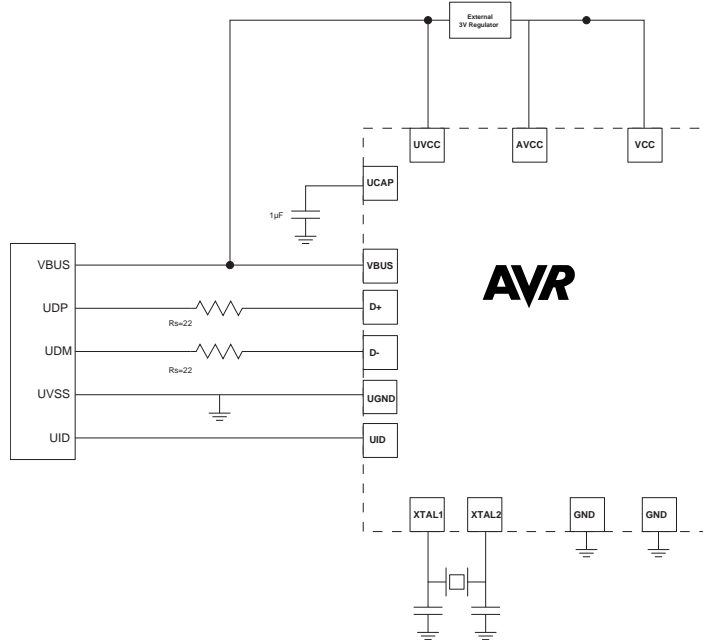 External
3V Regulator
UVCC
AVCC
VCC
UCAP
1µF
VBUS
VBUS
UDP
Rs=22
D+
UDM
Rs=22
D-
UVSS
UGND
UID
UID
AVR
XTAL1
XTAL2
GND
GND